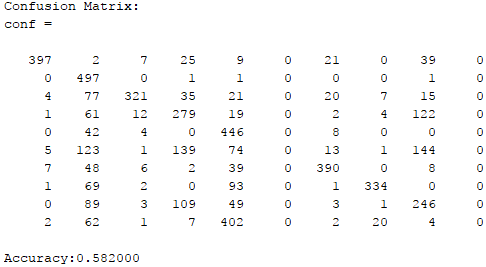 Confusion Matrix:
conf =
397 2 7 25 9 0 21 0 39 0
0 497 0 1 1 0 0 0 1 0
4 77 321 35 21 0 20 7 15 0
1 61 12 279 19 0 2 4 122 0
0 42 4 0 446 0 8 0 0 0
5 123 1 139 74 0 13 1 144 0
7 48 6 2 39 0 390 0 8 0
1 69 2 0 93 0 1 334 0 0
0 89 3 109 49 0 3 1 246 0
2 62 1 7 402 0 2 20 4 0
Accuracy:0.582000